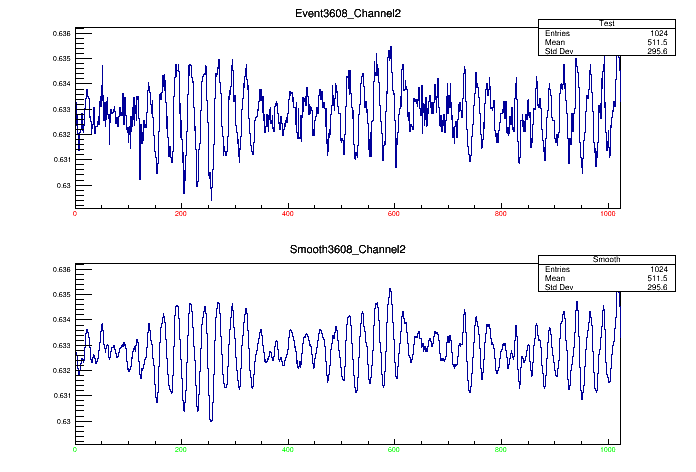 Event3608_Channel2
Test
Entries 1024
Mean 511.5
Std Dev 295.6
0.636
0.635
0.634
0.633
0.632
0.631
0.63
0 200 400 600 800 1000
Smooth3608_Channel2
Smooth
Entries 1024
Mean 511.5
Std Dev 295.6
0.636
0.635
0.634
0.633
0.632
0.631
0.63
0 200 400 600 800 1000